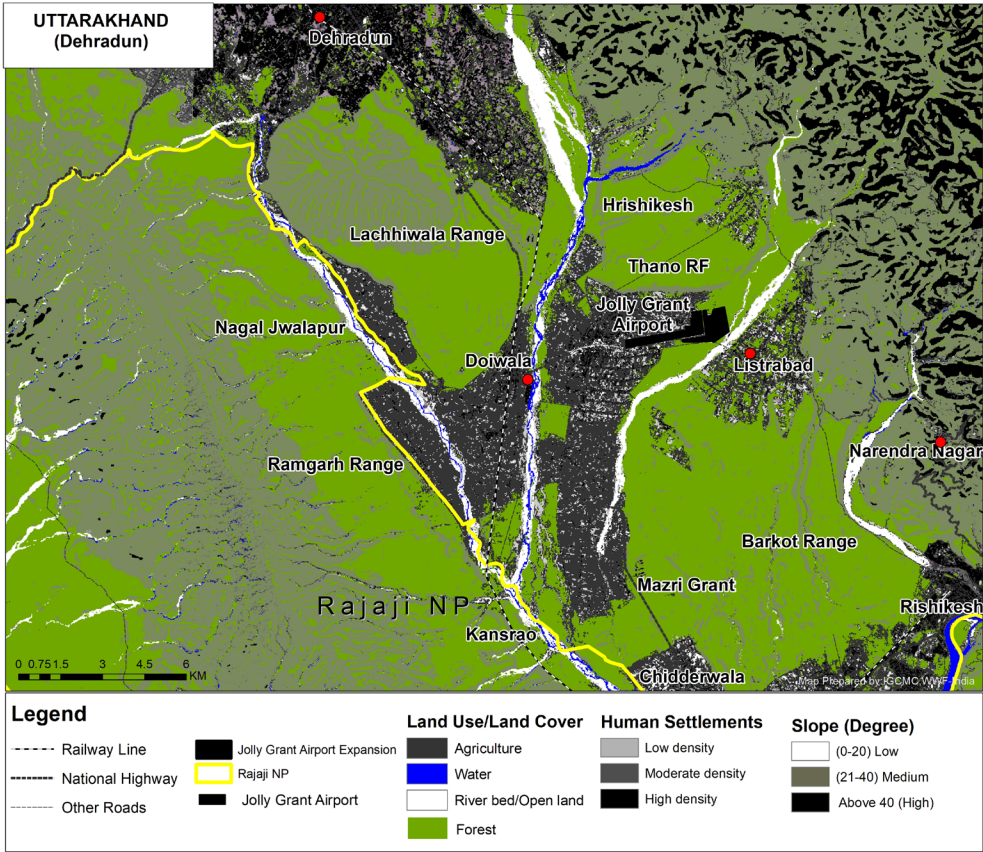 UTTARAKHAND
(Dehradun)
Dehradun
Hrishikesh
Lachhiwala Range
Thano RF
Jolly Grant
Airport
Nagal Jwalapur
Doiwala
Listrabad
Narendra Nagar
Ramgarh Range
Barkot Range
Mazri Grant
Rajaji NP
Rishikesh
Kansrao
Chidderwala
0 0.75 1.5 3 4.5 6
KM
Map Prepared by:IGCMC,WWF-India
Legend
Railway Line
National Highway
Other Roads
Jolly Grant Airport Expansion
Rajaji NP
Jolly Grant Airport
Land Use/Land Cover
Agriculture
Water
River bed/Open land
Forest
Human Settlements
Low density
Moderate density
High density
Slope (Degree)
(0-20) Low
(21-40) Medium
Above 40 (High)